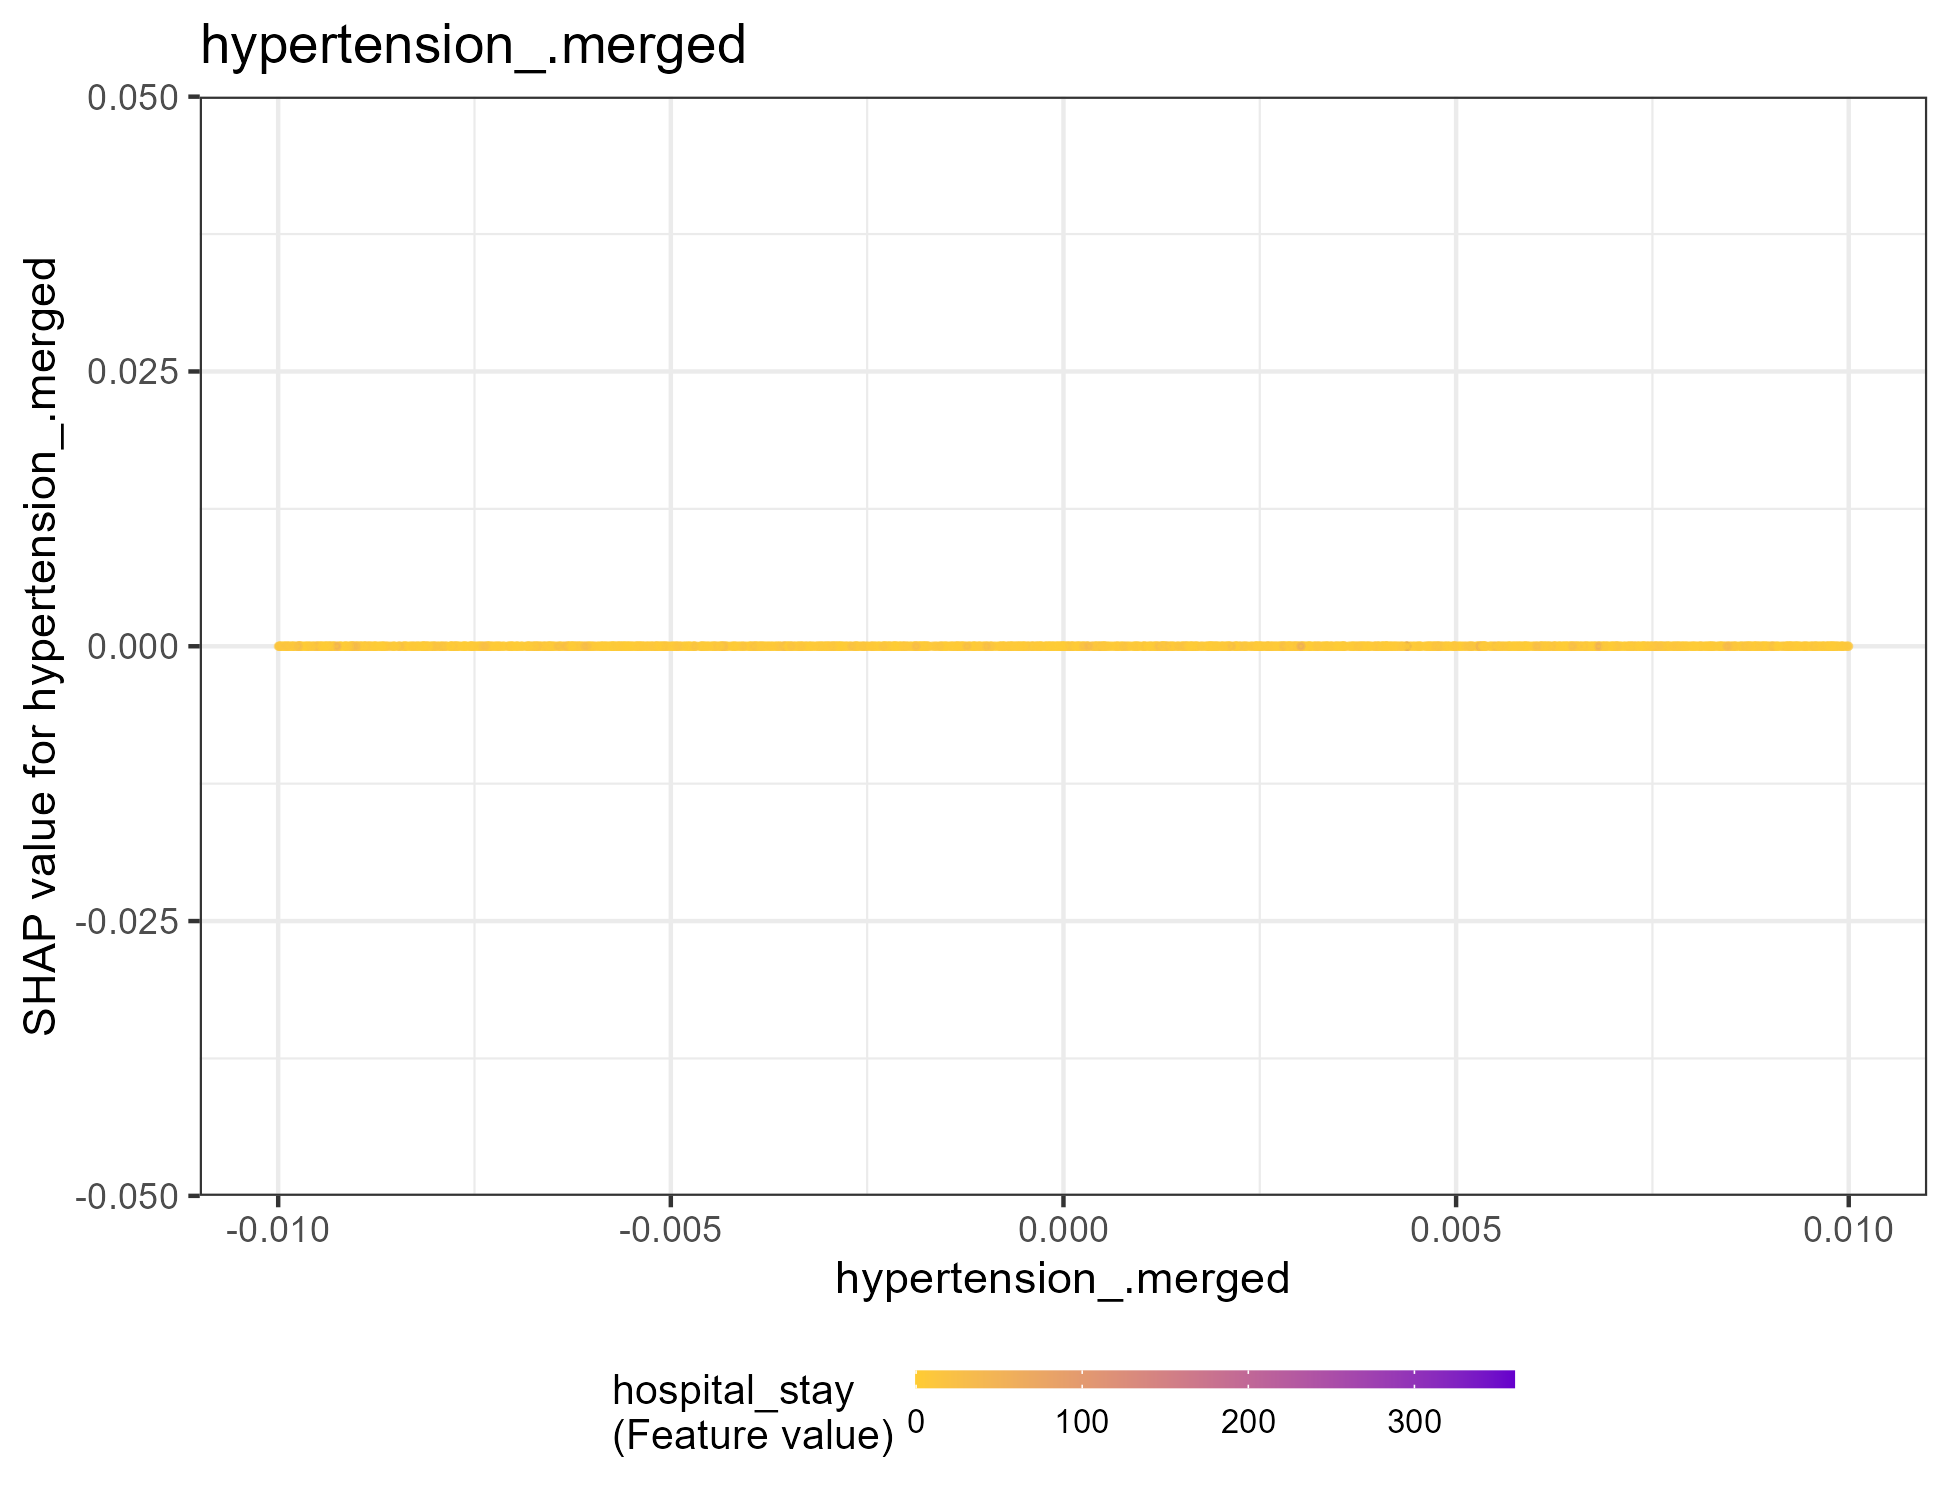 hypertension_.merged
SHAP value for hypertension_.merged
0.050
0.025
0.000
-0.025
-0.050
-0.010
-0.005
0.000
0.005
0.010
hypertension_.merged
hospital_stay
(Feature value)
0
100
200
300